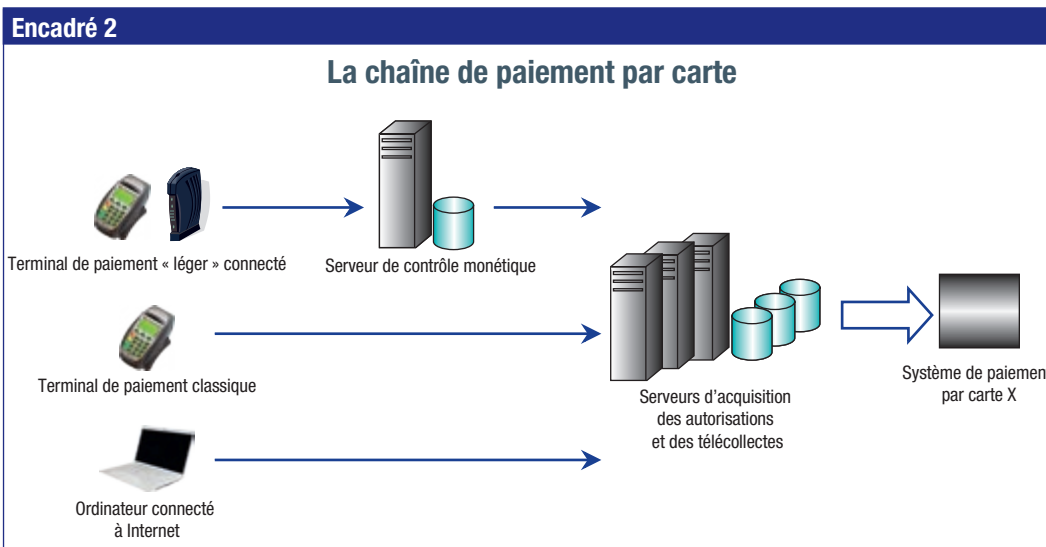 Encadré 2
La chaîne de paiement par carte
Terminal de paiement « léger » connecté
Serveur de contrôle monétique
Terminal de paiement classique
Serveurs d'acquisition
des autorisations
et des télécollectes
Système de paiemen
par carte X
Ordinateur connecté
à Internet